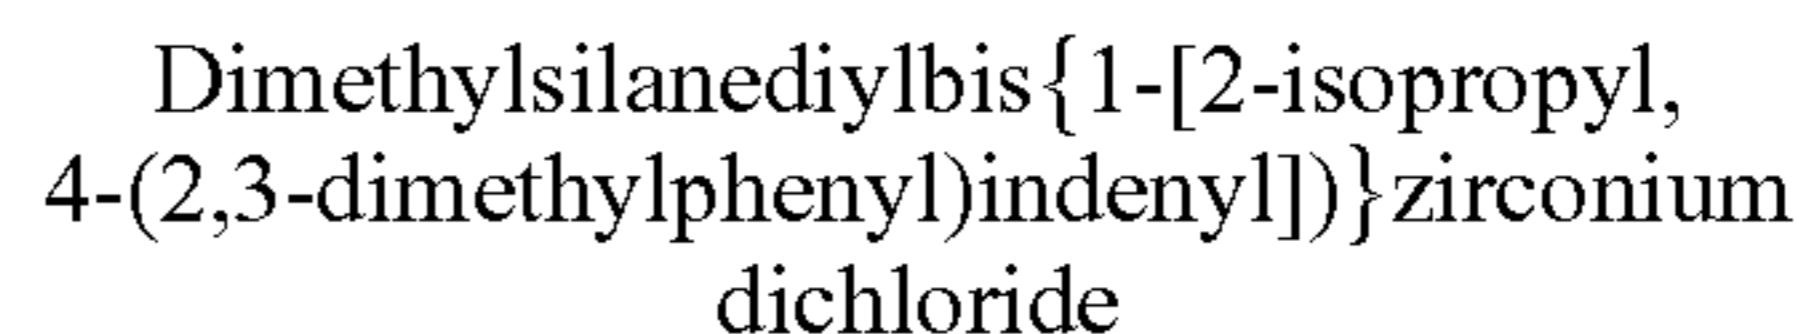 Dimethylsilanediylbis{1-[2-isopropyl,
4-(2,3-dimethylphenyl)indenyl])}zirconium
dichloride